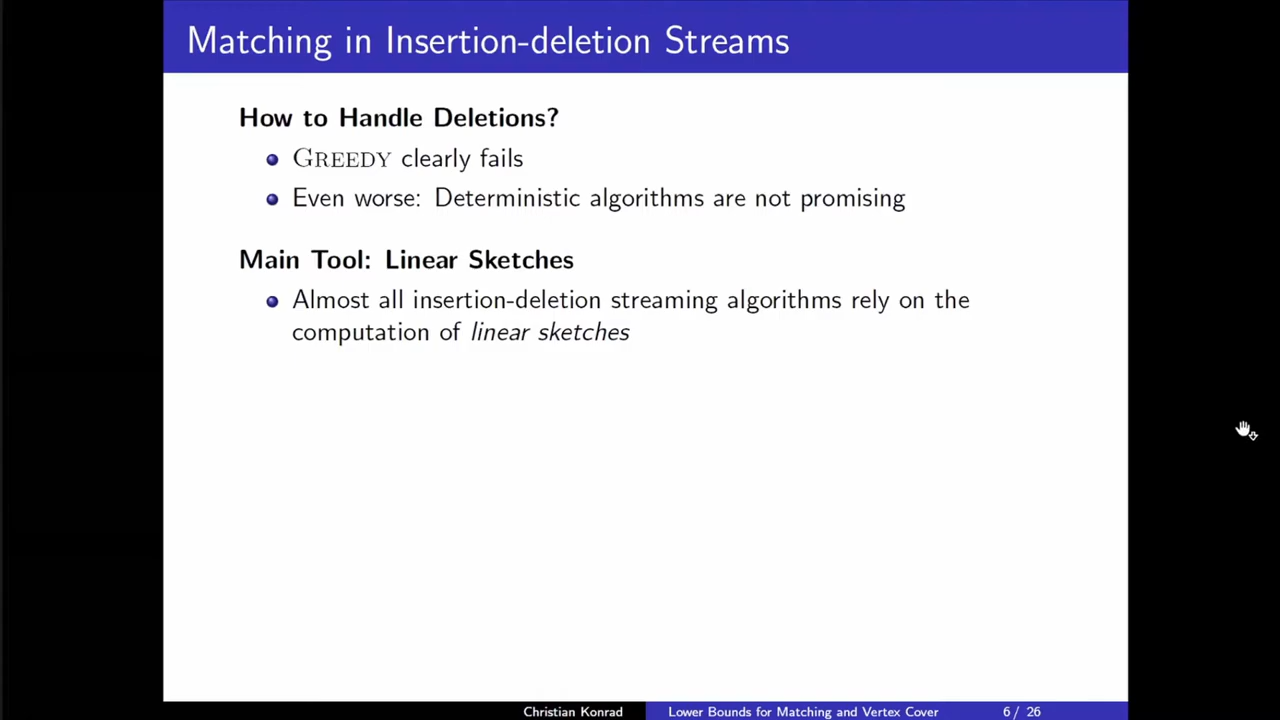 Matching in Insertion-deletion Streams
How to Handle Deletions?
GREEDY clearly fails
Even worse: Deterministic algorithms are not promising
Main Tool: Linear Sketches
Almost all insertion-deletion streaming algorithms rely on the
computation of linear sketches
Christian Konrad
Lower Bounds for Matching and Vertex Cover
6 / 26